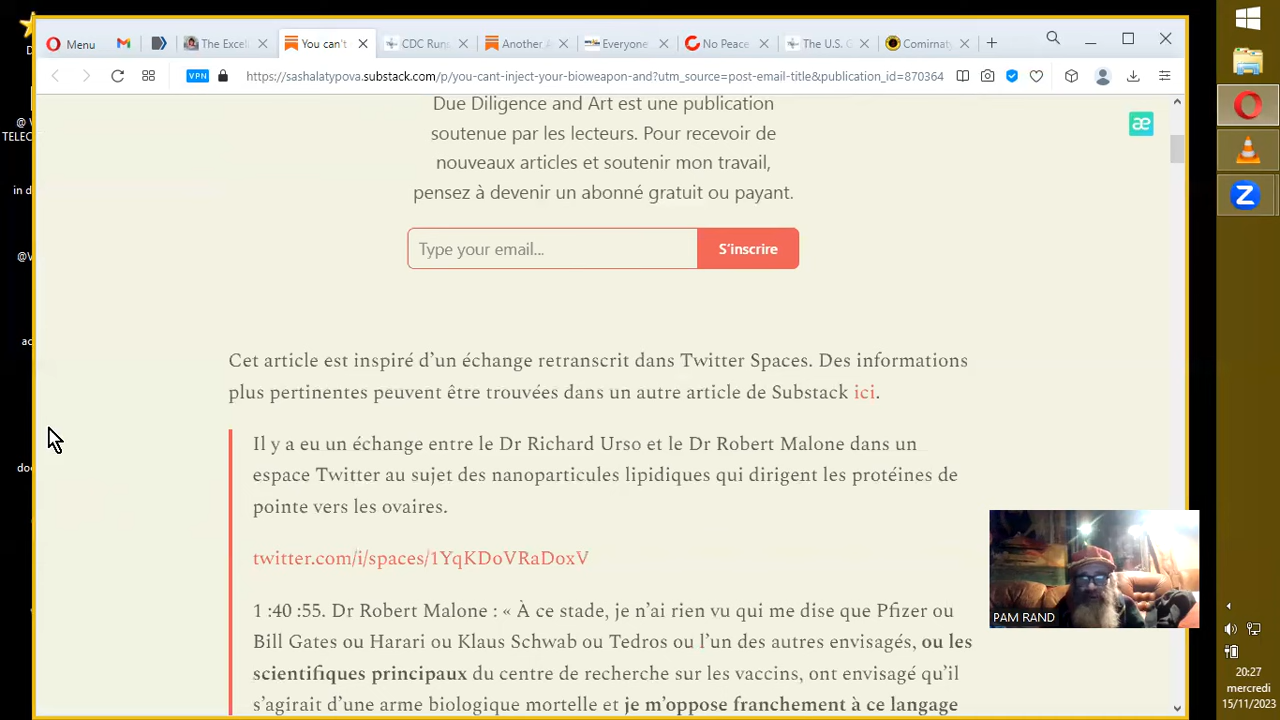 Menu
The Excell
You can't
CDC Run
Another
Everyone
No Peace
The U.S. G
Comirnaty
VPN
https://sashalatypova.substack.com/p/you-cant-inject-your-bioweapon-and?utm_source=post-email-title&publication_id=870364
Due Diligence and Art est une publication
soutenue par les lecteurs. Pour recevoir de
nouveaux articles et soutenir mon travail,
pensez à devenir un abonné gratuit ou payant.
Type your email...
S'inscrire
Cet article est inspiré d'un échange retranscrit dans Twitter Spaces. Des informations
plus pertinentes peuvent être trouvées dans un autre article de Substack ici.
Il y a eu un échange entre le Dr Richard Urso et le Dr Robert Malone dans un
espace Twitter au sujet des nanoparticules lipidiques qui dirigent les protéines de
pointe vers les ovaires.
twitter.com/i/spaces/1YqKDoVRaDoxV
1 :40 :55. Dr Robert Malone : « À ce stade, je n'ai rien vu qui me dise que Pfizer ou
Bill Gates ou Harari ou Klaus Schwab ou Tedros ou l'un des autres envisagés, ou les
scientifiques principaux du centre de recherche sur les vaccins, ont envisagé qu'il
s'agirait d'une arme biologique mortelle et je m'oppose franchement à ce langage
æ
PAM RAND
TELEC
in d
@W
ac
doc
20:27
mercredi
15/11/2023